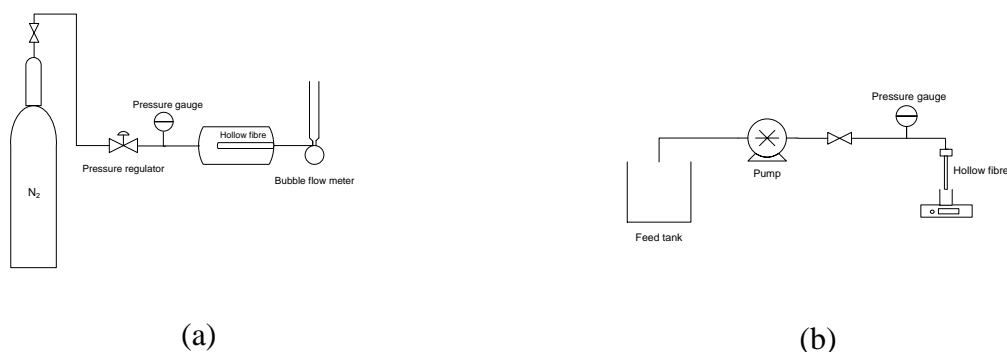 Pressure gauge
Hollow fibre
Pressure regulator
Bubble flow meter
N₂
(a)
Pressure gauge
Pump
Hollow fibre
Feed tank
(b)